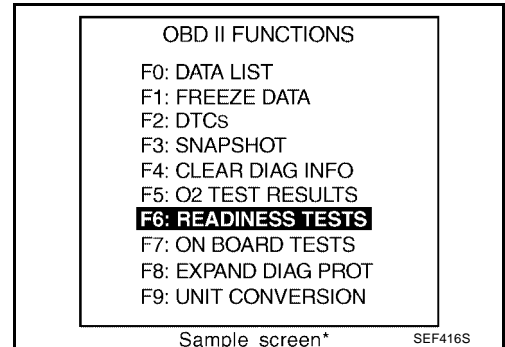 OBD II FUNCTIONS
F0: DATA LIST
F1: FREEZE DATA
F2: DTCs
F3: SNAPSHOT
F4: CLEAR DIAG INFO
F5: O2 TEST RESULTS
F6: READINESS TESTS
F7: ON BOARD TESTS
F8: EXPAND DIAG PROT
F9: UNIT CONVERSION
Sample screen* SEF416S